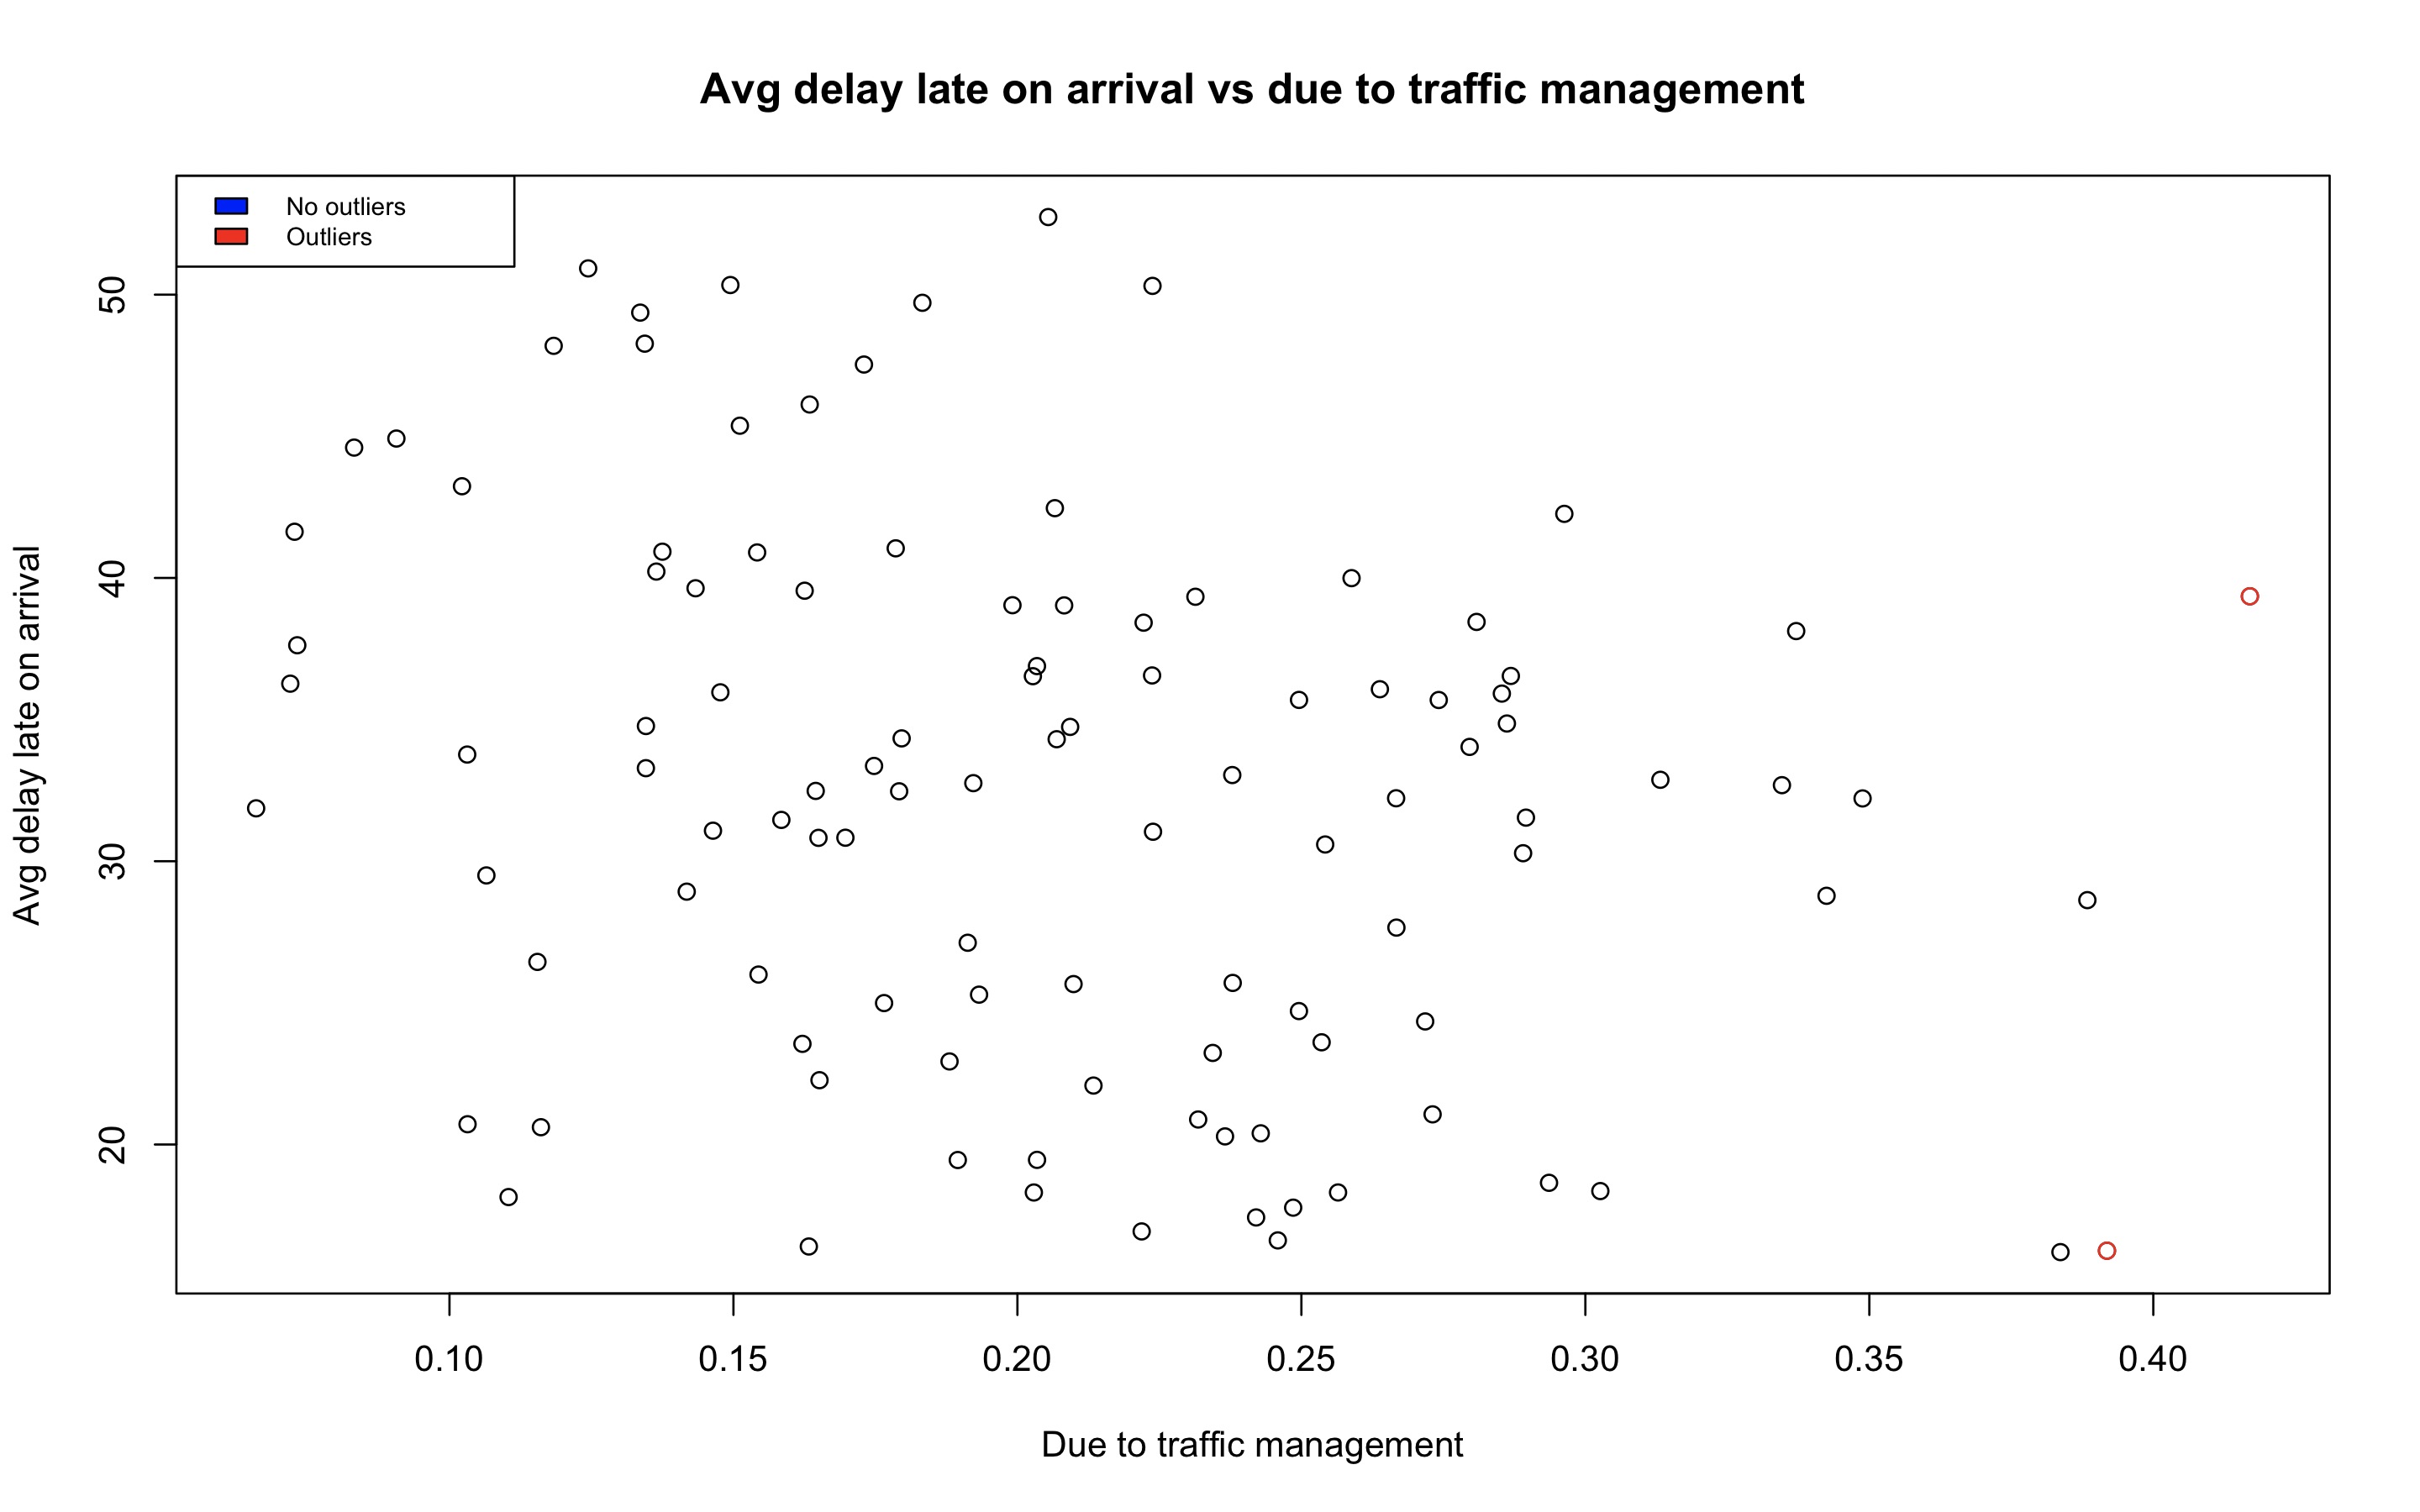 Avg delay late on arrival vs due to traffic management
No outliers
Outliers
Avg delay late on arrival
50
40
30
20
0.10 0.15 0.20 0.25 0.30 0.35 0.40
Due to traffic management